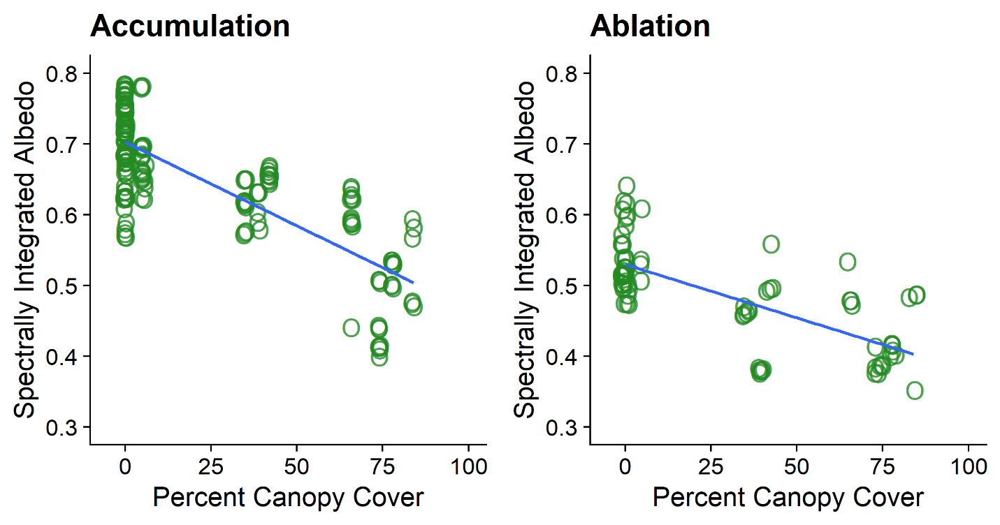 Accumulation
Spectrally Integrated Albedo
0.8
0.7
0.6
0.5
0.4
0.3
0 25 50 75 100
Percent Canopy Cover
Ablation
Spectrally Integrated Albedo
0.8
0.7
0.6
0.5
0.4
0.3
0 25 50 75 100
Percent Canopy Cover